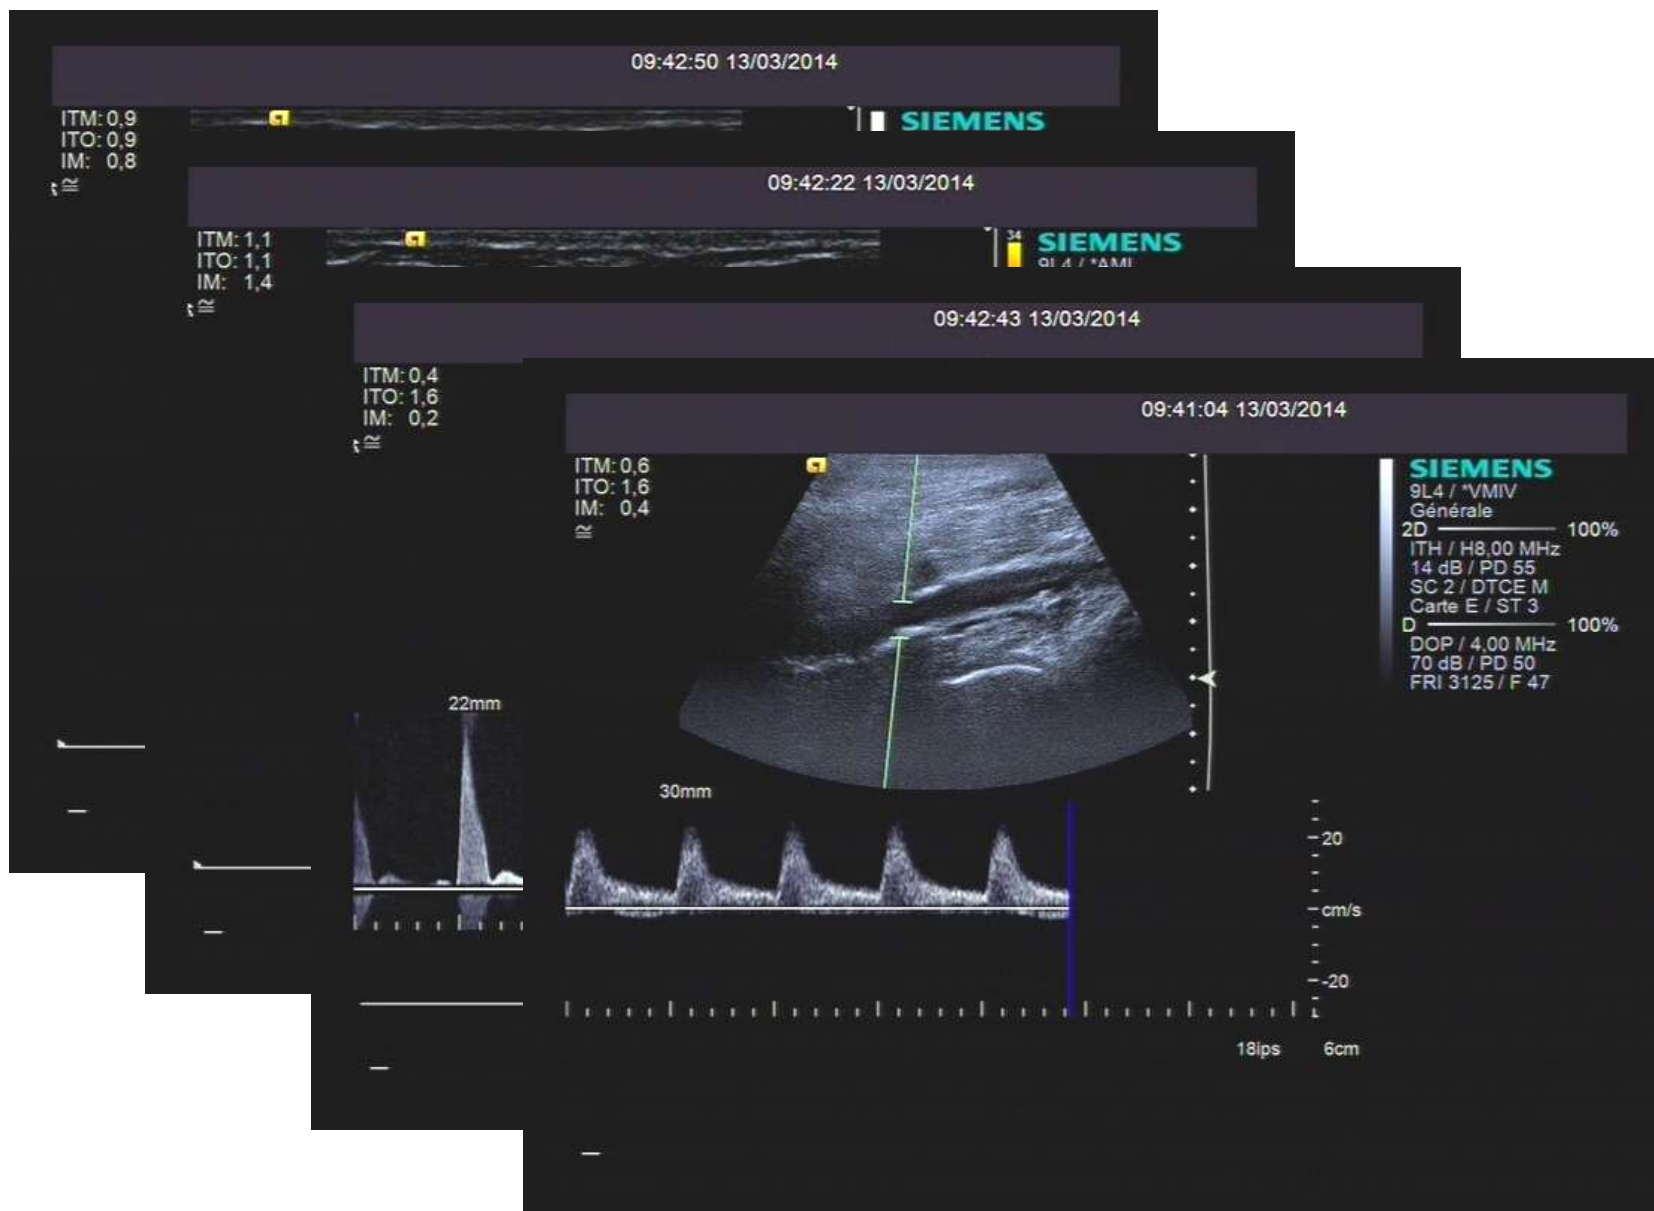 09:42:50 13/03/2014
ITM: 0,9
ITO: 0,9
IM: 0,8
≅
SIEMENS
09:42:22 13/03/2014
ITM: 1,1
ITO: 1,1
IM: 1,4
≅
34
SIEMENS
9L4 / *AMI
09:42:43 13/03/2014
ITM: 0,4
ITO: 1,6
IM: 0,2
≅
22mm
09:41:04 13/03/2014
ITM: 0,6
ITO: 1,6
IM: 0,4
≅
SIEMENS
9L4 / *VMIV
Générale
2D 100%
ITH / H8,00 MHz
14 dB / PD 55
SC 2 / DTCE M
Carte E / ST 3
D 100%
DOP / 4,00 MHz
70 dB / PD 50
FRI 3125 / F 47
30mm
20
cm/s
-20
18ips 6cm